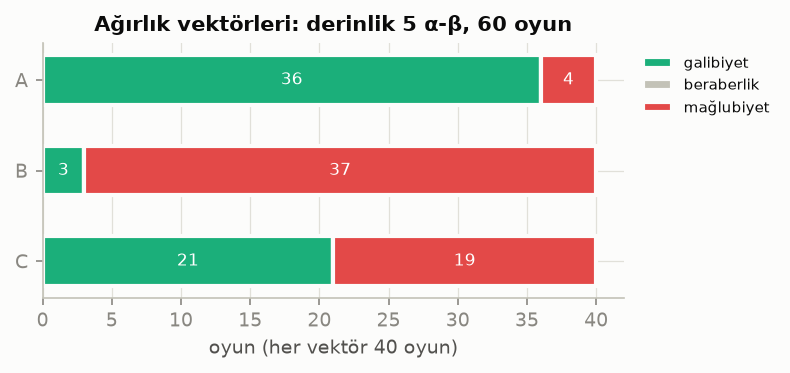 Ağırlık vektörleri: derinlik 5 α-β, 60 oyun
A
36
4
galibiyet
beraberlik
mağlubiyet
B
3
37
C
21
19
0
5
10
15
20
25
30
35
40
oyun (her vektör 40 oyun)